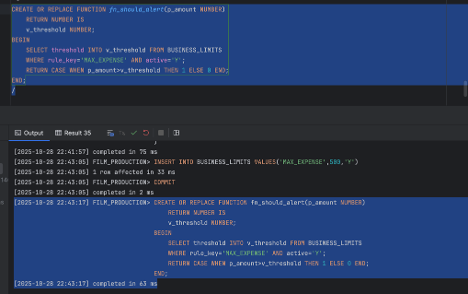 CREATE OR REPLACE FUNCTION fn_should_alert(p_amount NUMBER)
RETURN NUMBER IS
v_threshold NUMBER;
BEGIN
SELECT threshold INTO v_threshold FROM BUSINESS_LIMITS
WHERE rule_key='MAX_EXPENSE' AND active='Y';
RETURN CASE WHEN p_amount>v_threshold THEN 1 ELSE 0 END;
END;
/
Output Result 35
[2025-10-28 22:41:57] completed in 75 ms
[2025-10-28 22:43:05] FILM_PRODUCTION> INSERT INTO BUSINESS_LIMITS VALUES('MAX_EXPENSE',500,'Y')
[2025-10-28 22:43:05] 1 row affected in 33 ms
[2025-10-28 22:43:05] FILM_PRODUCTION> COMMIT
[2025-10-28 22:43:05] completed in 2 ms
[2025-10-28 22:43:17] FILM_PRODUCTION> CREATE OR REPLACE FUNCTION fn_should_alert(p_amount NUMBER)
RETURN NUMBER IS
v_threshold NUMBER;
BEGIN
SELECT threshold INTO v_threshold FROM BUSINESS_LIMITS
WHERE rule_key='MAX_EXPENSE' AND active='Y';
RETURN CASE WHEN p_amount>v_threshold THEN 1 ELSE 0 END;
END;
[2025-10-28 22:43:17] completed in 63 ms